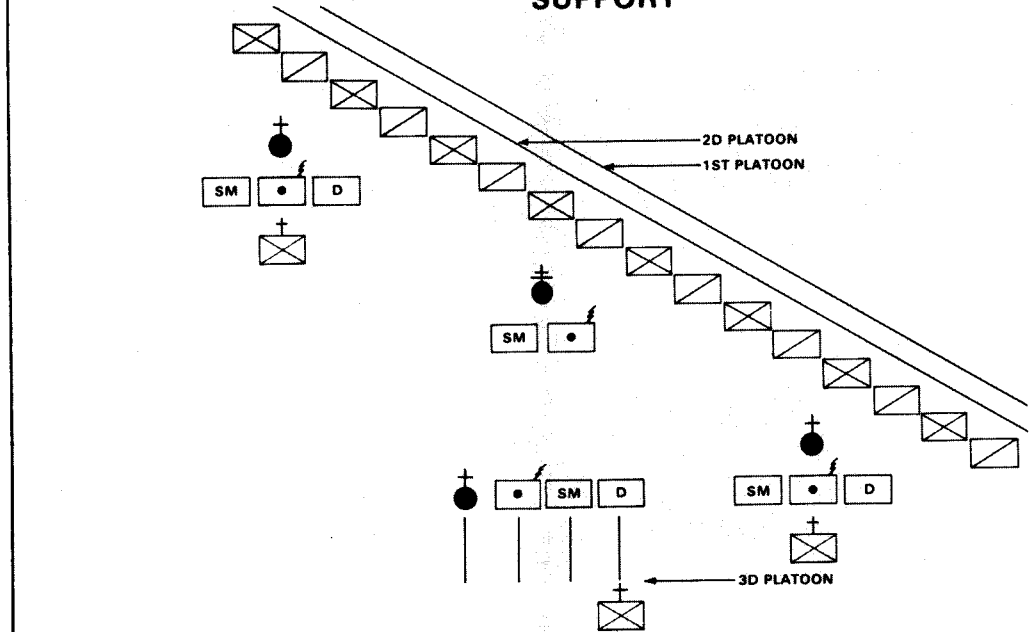 SUPPORT
2D PLATOON
1ST PLATOON
SM D
SM
SM D
SM D
3D PLATOON